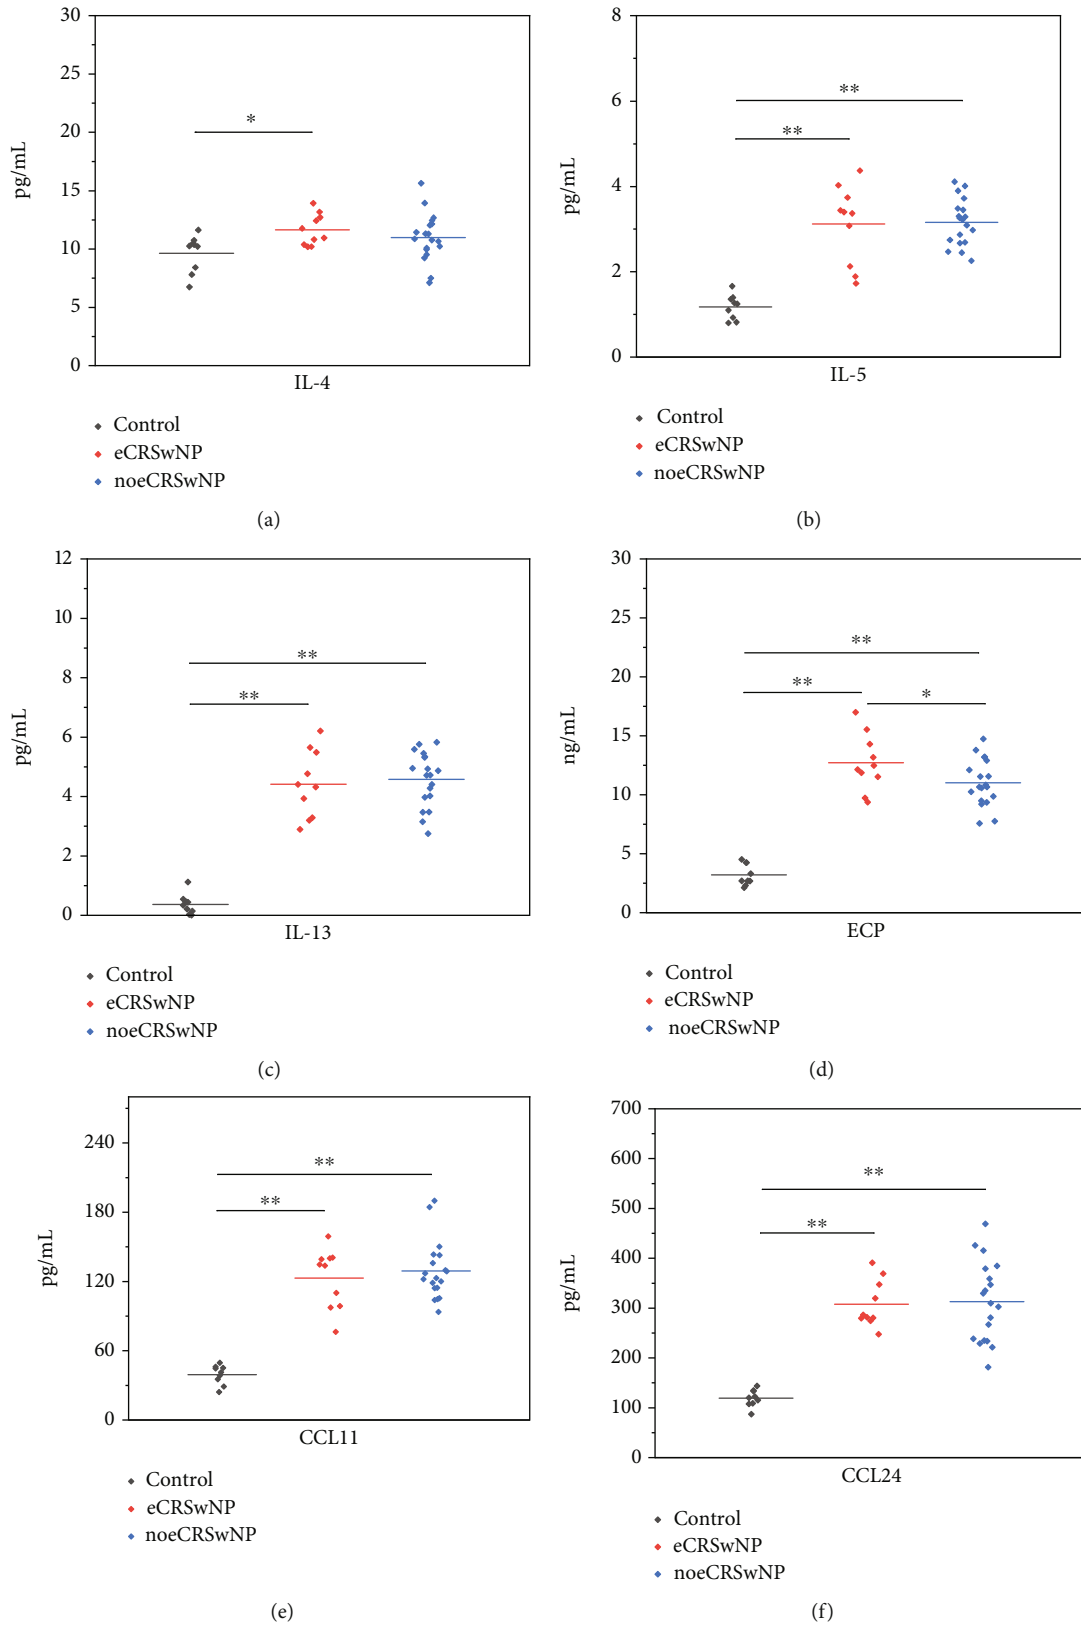 30
25
20
15
10
5
0
pg/mL
*
IL-4
Control
eCRSwNP
noeCRSwNP
(a)
8
6
4
2
0
pg/mL
**
**
IL-5
Control
eCRSwNP
noeCRSwNP
(b)
12
10
8
6
4
2
0
pg/mL
**
**
IL-13
Control
eCRSwNP
noeCRSwNP
(c)
30
25
20
15
10
5
0
ng/mL
**
**
*
ECP
Control
eCRSwNP
noeCRSwNP
(d)
240
180
120
60
0
pg/mL
**
**
CCL11
Control
eCRSwNP
noeCRSwNP
(e)
700
600
500
400
300
200
100
0
pg/mL
**
**
CCL24
Control
eCRSwNP
noeCRSwNP
(f)